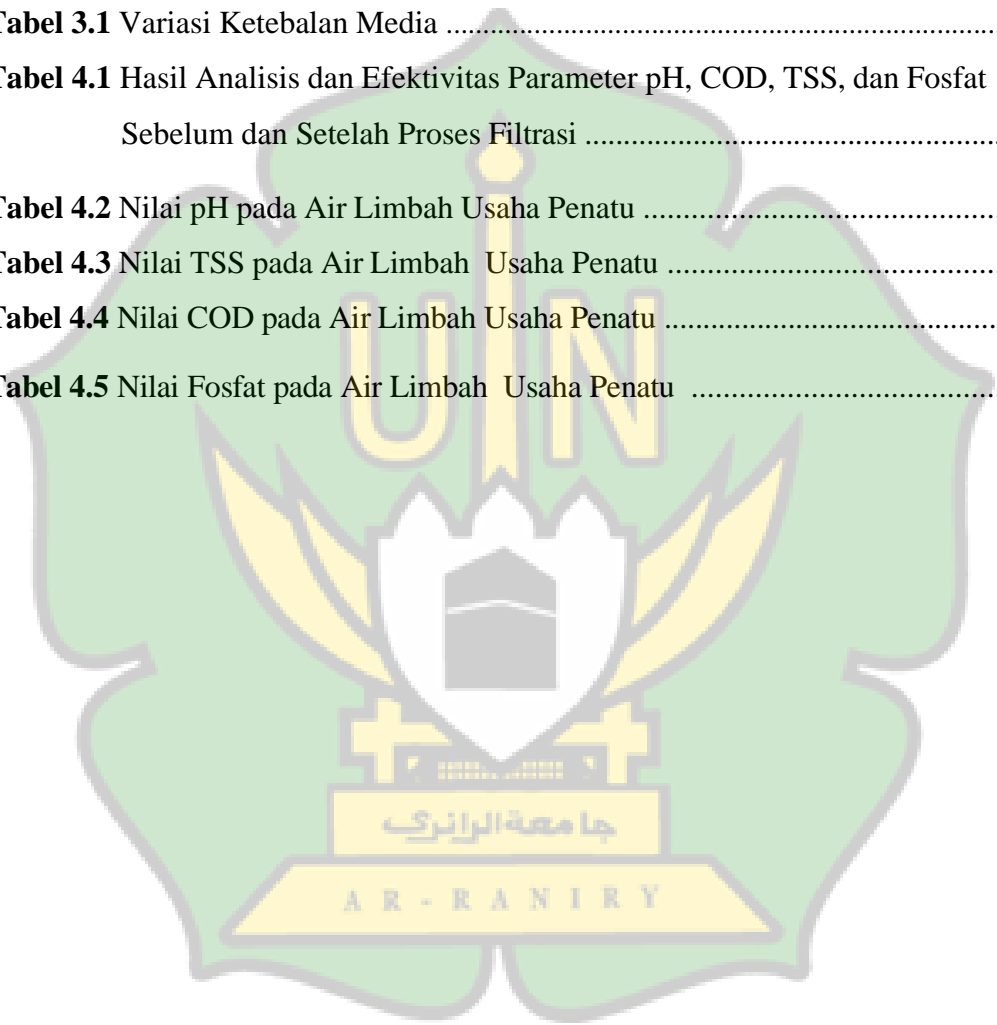 Tabel 3.1 Variasi Ketebalan Media ..........................................................................
Tabel 4.1 Hasil Analisis dan Efektivitas Parameter pH, COD, TSS, dan Fosfat
Sebelum dan Setelah Proses Filtrasi .......................................................
Tabel 4.2 Nilai pH pada Air Limbah Usaha Penatu ................................................
Tabel 4.3 Nilai TSS pada Air Limbah Usaha Penatu .............................................
Tabel 4.4 Nilai COD pada Air Limbah Usaha Penatu .............................................
Tabel 4.5 Nilai Fosfat pada Air Limbah Usaha Penatu .........................................
UIN
جامعة الرانري
AR-RANIRY